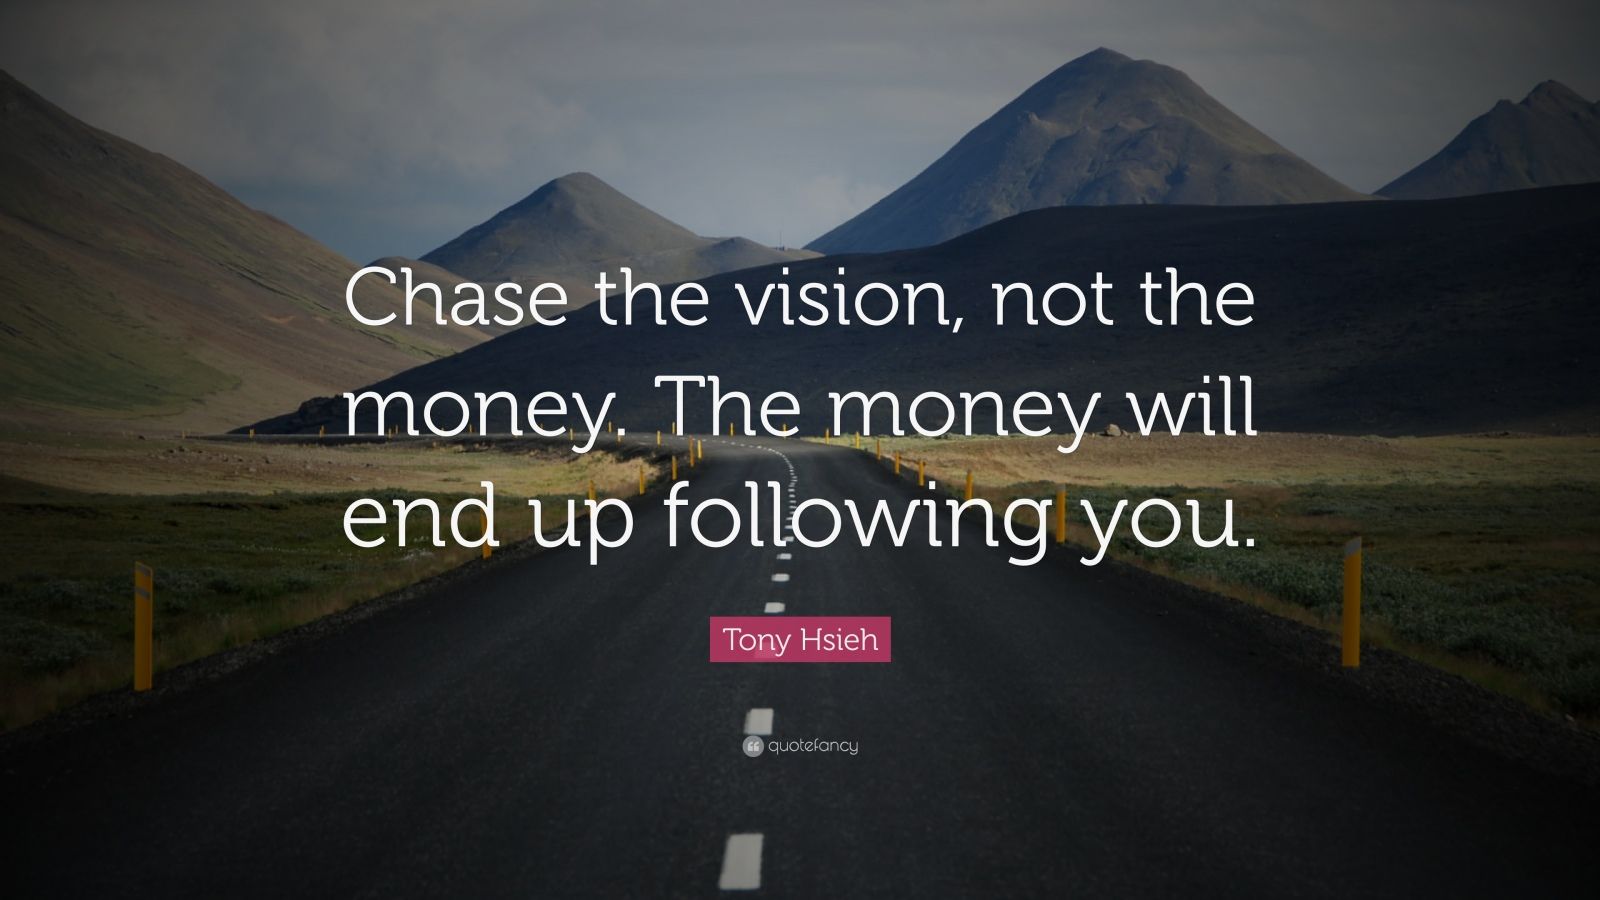 Chase the vision, not the
money. The money will
end up following you.
Tony Hsieh
quotefancy